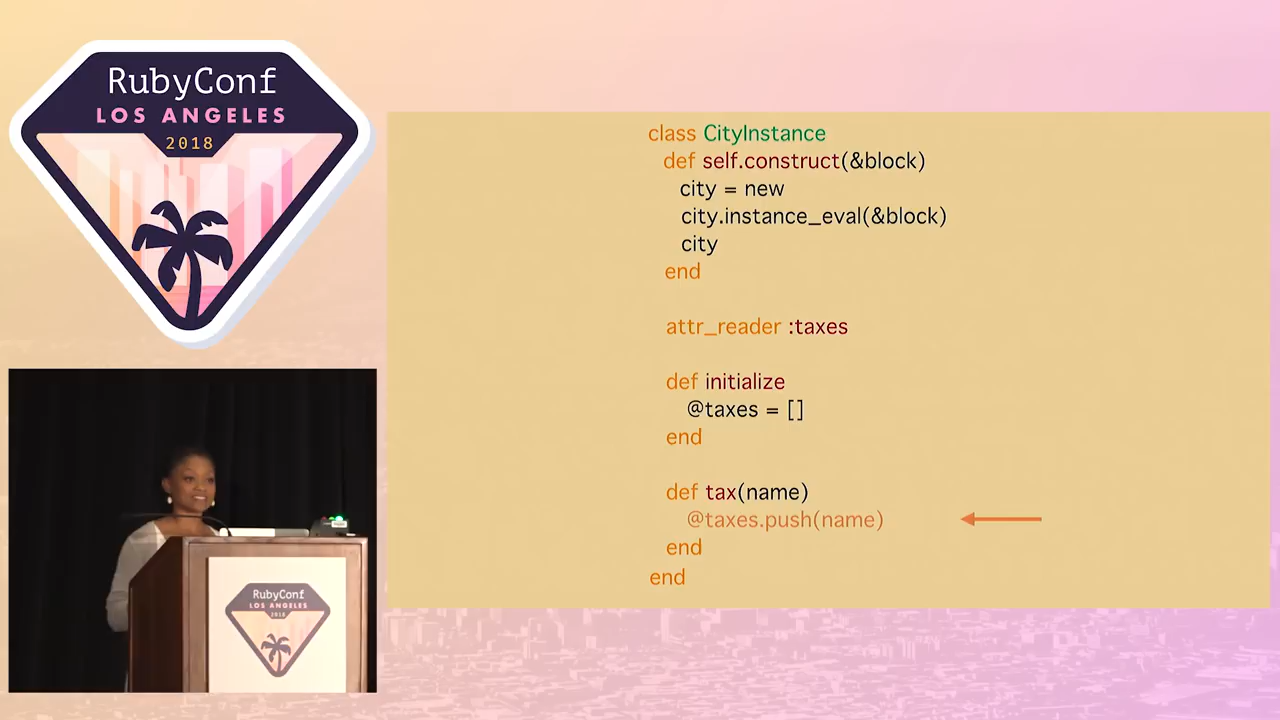 RubyConf
LOS ANGELES
2018
class CityInstance
def self.construct(&block)
city = new
city.instance_eval(&block)
city
end
attr_reader :taxes
def initialize
@taxes = []
end
def tax(name)
@taxes.push(name)
end
end
RubyConf
LOS ANGELES
2018